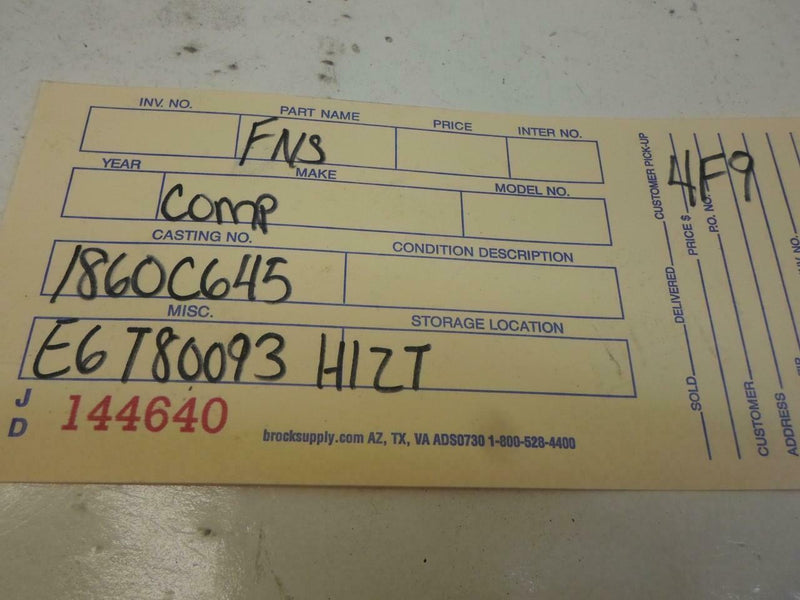 INV. NO. PART NAME PRICE INTER NO.
FNS
YEAR MAKE MODEL NO.
COMP
CASTING NO. CONDITION DESCRIPTION
1860C645
MISC. STORAGE LOCATION
E6T80093 H12T
J D 144640
brocksupply.com AZ, TX, VA ADS0730 1-800-528-4400
SOLD DELIVERED CUSTOMER PICK-UP
PRICE $
P.O. NO.
4F9
CUSTOMER
ADDRESS